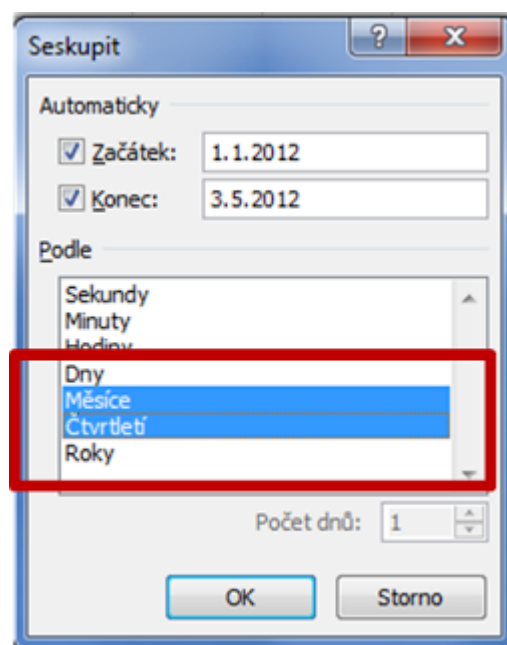 Seskupit
Automaticky
Začátek: 1.1.2012
Konec: 3.5.2012
Podle
Sekundy
Minuty
Hodiny
Dny
Měsíce
Čtvrtletí
Roky
Počet dnů: 1
OK Storno